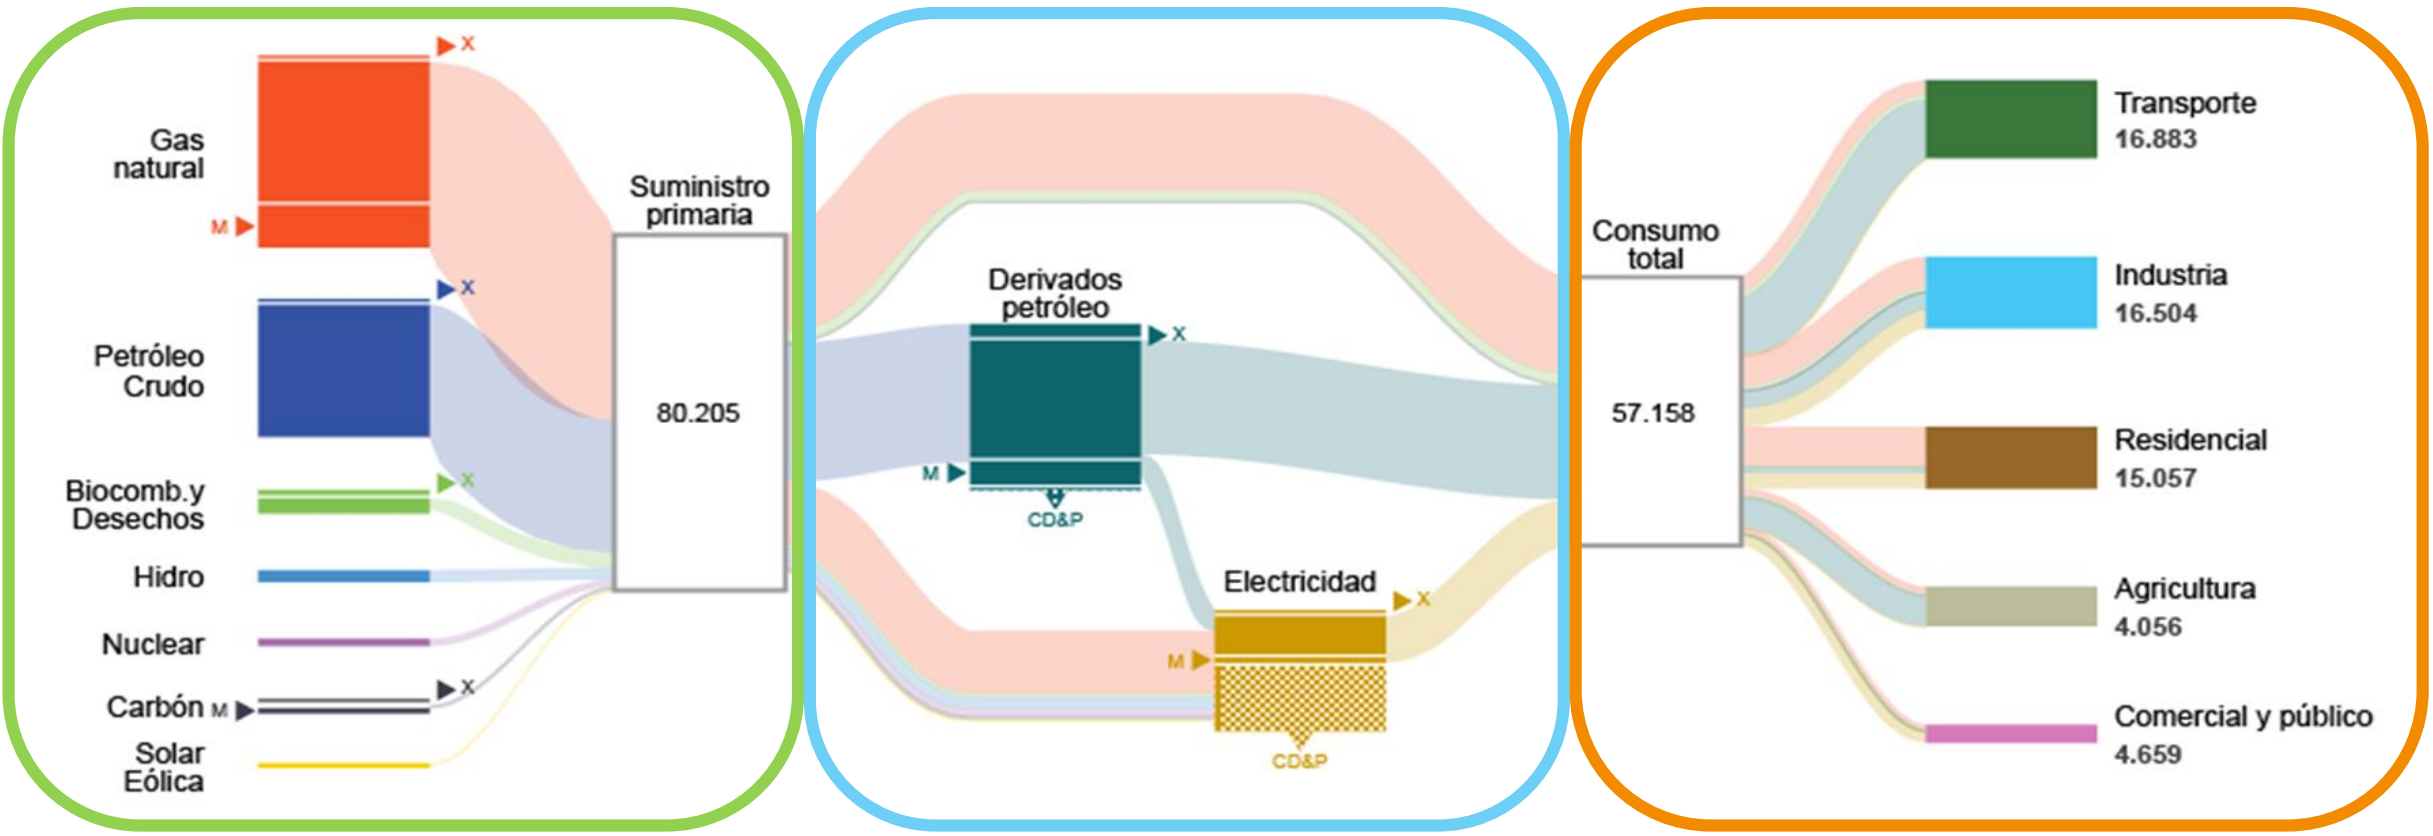 X
Gas
natural
M
X
Petróleo
Crudo
X
Biocomb.y
Desechos
Hidro
Nuclear
X
Carbón M
Solar
Eólica
Suministro
primaria
80.205
Derivados
petróleo
X
M
CD&P
Electricidad
X
M
CD&P
Consumo
total
57.158
Transporte
16.883
Industria
16.504
Residencial
15.057
Agricultura
4.056
Comercial y público
4.659